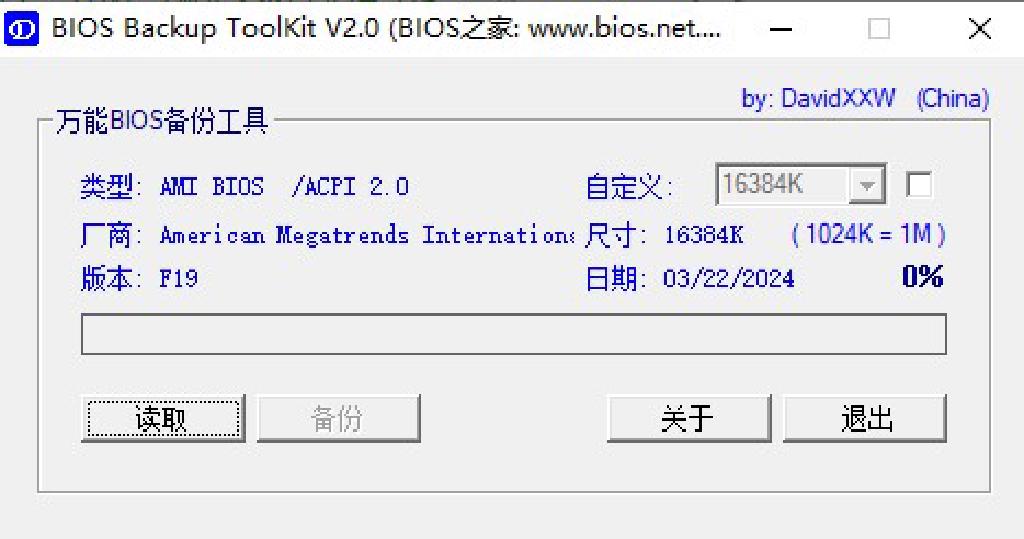 BIOS Backup ToolKit V2.0 (BIOS之家: www.bios.net....
by: DavidXXW (China)
万能BIOS备份工具
类型: AMI BIOS /ACPI 2.0
自定义: 16384K
厂商: American Megatrends International
尺寸: 16384K ( 1024K = 1M )
版本: F19
日期: 03/22/2024
0%
读取
备份
关于
退出